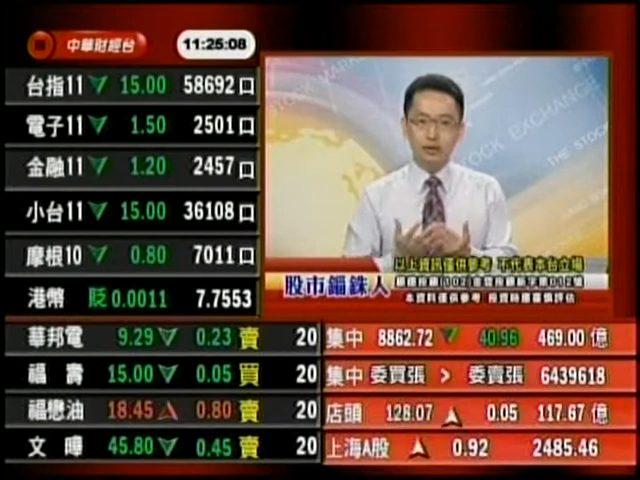 中華財經台 11:25:08
台指11 ▽ 15.00 58692口
電子11 ▽ 1.50 2501口
金融11 ▽ 1.20 2457口
小台11 ▽ 15.00 36108口
摩根10 ▽ 0.80 7011口
港幣 貶 0.0011 7.7553
STOCK EXCHANGE
THE STOCK
以上資訊僅供參考 不代表本台立場
股市錙銖人
本資料僅供參考 投資時應審慎評估
華邦電 9.29 ▽ 0.23 賣 20
福壽 15.00 ▽ 0.05 買 20
福懋油 18.45 △ 0.80 賣 20
文曄 45.80 ▽ 0.45 賣 20
集中 8862.72 ▼ 40.96 469.00 億
集中 委買張 > 委賣張 6439618
店頭 128.07 ▲ 0.05 117.67 億
上海A股 ▲ 0.92 2485.46